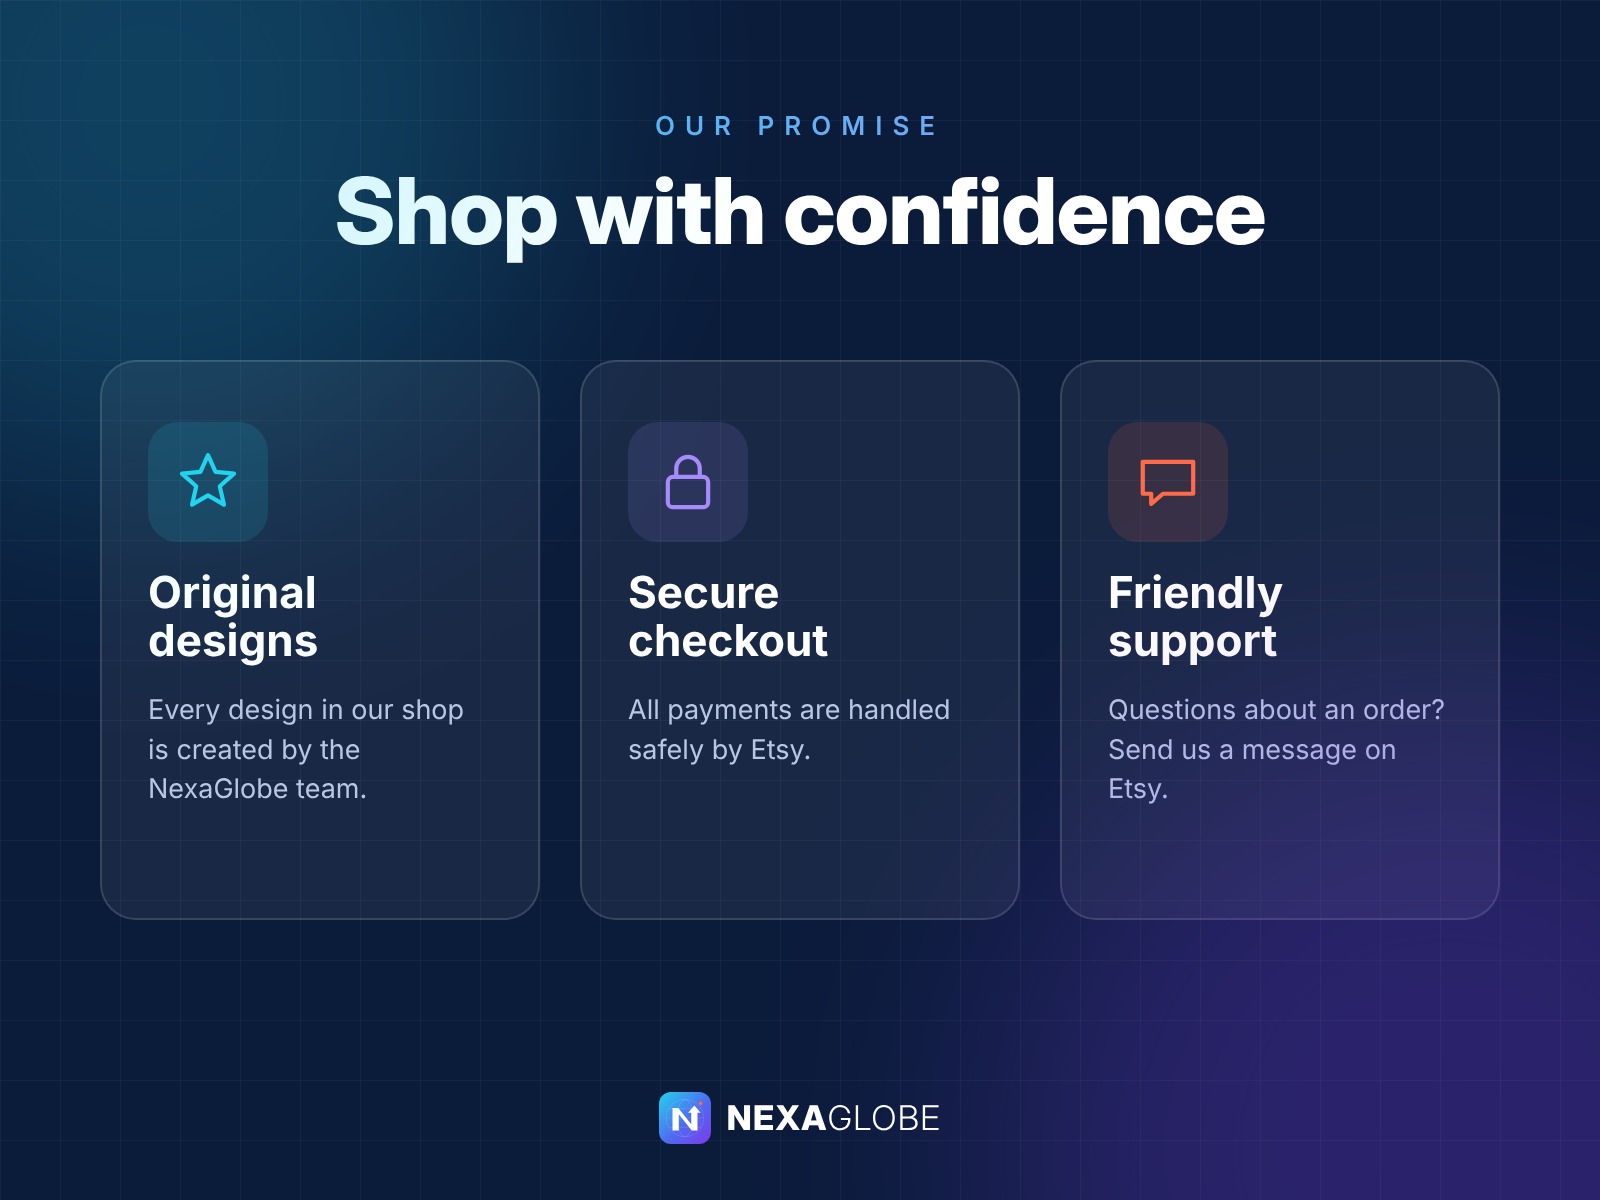 OUR PROMISE
Shop with confidence
Original
designs
Every design in our shop
is created by the
NexaGlobe team.
Secure
checkout
All payments are handled
safely by Etsy.
Friendly
support
Questions about an order?
Send us a message on
Etsy.
N NEXAGLOBE